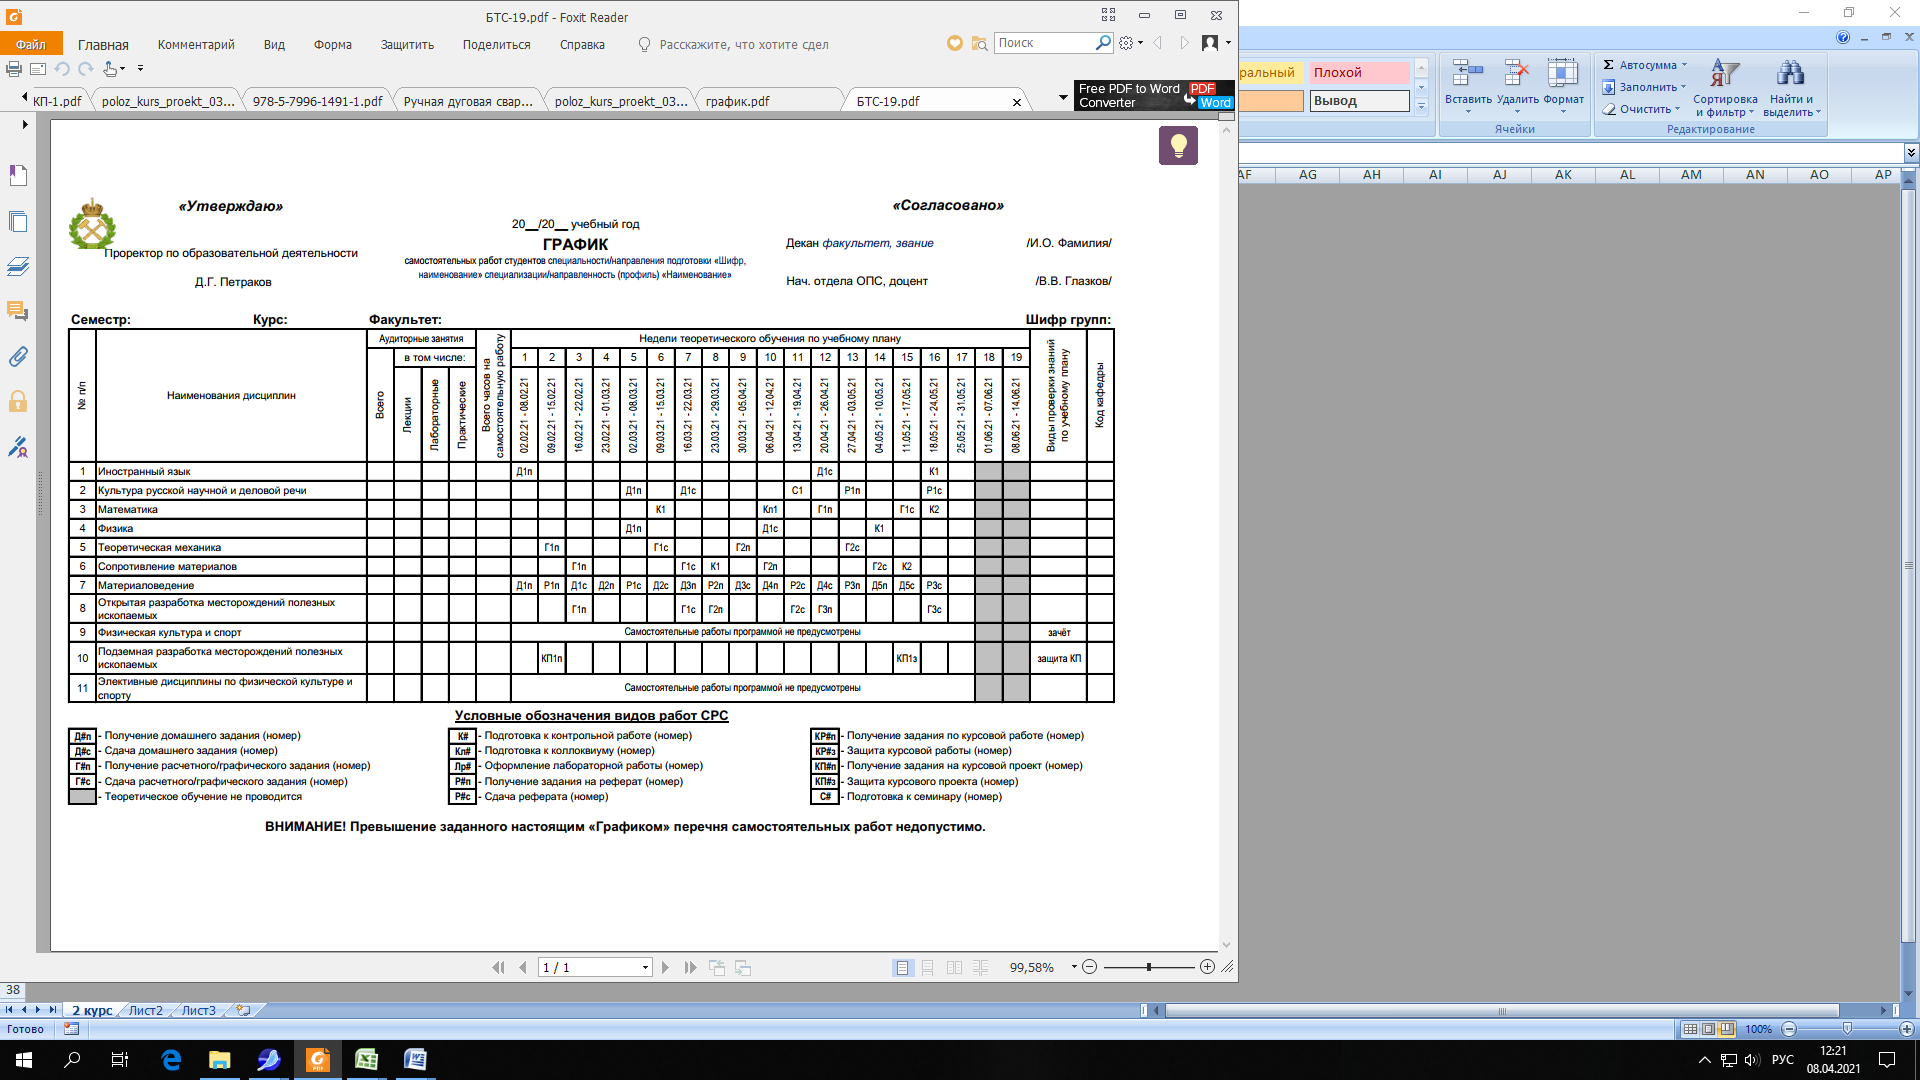 БТС-19.pdf - Foxit Reader
Файл Главная Комментарий Вид Форма Защитить Поделиться Справка Расскажите, что хотите сдел Поиск
КП-1.pdf poloz_kurs_proekt_03... 978-5-7996-1491-1.pdf Ручная дуговая свар... poloz_kurs_proekt_03... график.pdf БТС-19.pdf
Free PDF to Word Converter PDF Word
ральный Плохой
Вывод
Вставить Удалить Формат
Ячейки
Автосумма
Заполнить
Очистить
Сортировка и фильтр
Найти и выделить
Редактирование
AF AG AH AI AJ AK AL AM AN AO AP
«Утверждаю»
Проректор по образовательной деятельности
Д.Г. Петраков
20__/20__ учебный год
ГРАФИК
самостоятельных работ студентов специальности/направления подготовки «Шифр,
наименование» специализации/направленность (профиль) «Наименование»
«Согласовано»
Декан факультет, звание /И.О. Фамилия/
Нач. отдела ОПС, доцент /В.В. Глазков/
Семестр: Курс: Факультет: Шифр групп:
№ п/п Наименования дисциплин Аудиторные занятия Всего часов на самостоятельную работу Недели теоретического обучения по учебному плану Виды проверки знаний по учебному плану Код кафедры
Всего в том числе: 1 2 3 4 5 6 7 8 9 10 11 12 13 14 15 16 17 18 19
Лекции Лабораторные Практические 02.02.21 - 08.02.21 09.02.21 - 15.02.21 16.02.21 - 22.02.21 23.02.21 - 01.03.21 02.03.21 - 08.03.21 09.03.21 - 15.03.21 16.03.21 - 22.03.21 23.03.21 - 29.03.21 30.03.21 - 05.04.21 06.04.21 - 12.04.21 13.04.21 - 19.04.21 20.04.21 - 26.04.21 27.04.21 - 03.05.21 04.05.21 - 10.05.21 11.05.21 - 17.05.21 18.05.21 - 24.05.21 25.05.21 - 31.05.21 01.06.21 - 07.06.21 08.06.21 - 14.06.21
1 Иностранный язык Д1п Д1с К1
2 Культура русской научной и деловой речи Д1п Д1с С1 Р1п Р1с
3 Математика К1 Кл1 Г1п Г1с К2
4 Физика Д1п Д1с К1
5 Теоретическая механика Г1п Г1с Г2п Г2с
6 Сопротивление материалов Г1п Г1с К1 Г2п Г2с К2
7 Материаловедение Д1п Р1п Д1с Д2п Р1с Д2с Д3п Р2п Д3с Д4п Р2с Д4с Р3п Д5п Д5с Р3с
8 Открытая разработка месторождений полезных ископаемых Г1п Г1с Г2п Г2с Г3п Г3с
9 Физическая культура и спорт Самостоятельные работы программой не предусмотрены зачёт
10 Подземная разработка месторождений полезных ископаемых КП1п КП1з защита КП
11 Элективные дисциплины по физической культуре и спорту Самостоятельные работы программой не предусмотрены
Условные обозначения видов работ СРС
Д#п - Получение домашнего задания (номер) К# - Подготовка к контрольной работе (номер) КР#п - Получение задания по курсовой работе (номер)
Д#с - Сдача домашнего задания (номер) Кл# - Подготовка к коллоквиуму (номер) КР#з - Защита курсовой работы (номер)
Г#п - Получение расчетного/графического задания (номер) Лр# - Оформление лабораторной работы (номер) КП#п - Получение задания на курсовой проект (номер)
Г#с - Сдача расчетного/графического задания (номер) Р#п - Получение задания на реферат (номер) КП#з - Защита курсового проекта (номер)
- Теоретическое обучение не проводится Р#с - Сдача реферата (номер) С# - Подготовка к семинару (номер)
ВНИМАНИЕ! Превышение заданного настоящим «Графиком» перечня самостоятельных работ недопустимо.
1 / 1 99,58%
38
2 курс Лист2 Лист3
Готово 100%
РУС 12:21
08.04.2021